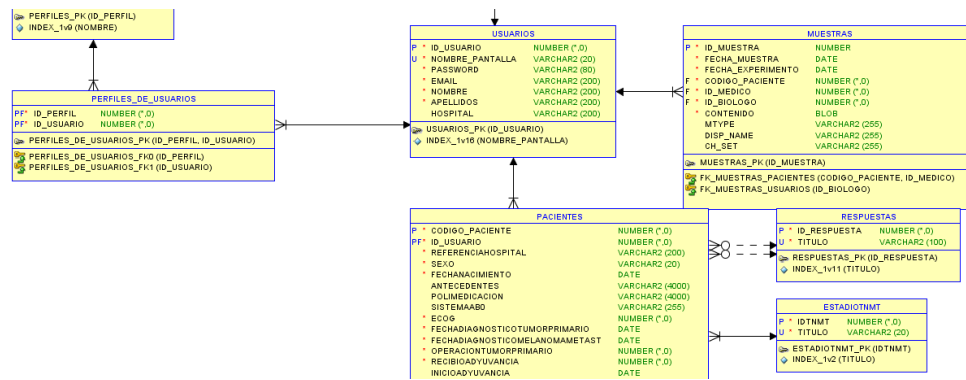 PERFILES_PK (ID_PERFIL)
INDEX_1v9 (NOMBRE)
PERFILES_DE_USUARIOS
PF* ID_PERFIL NUMBER (*,0)
PF* ID_USUARIO NUMBER (*,0)
PERFILES_DE_USUARIOS_PK (ID_PERFIL, ID_USUARIO)
PERFILES_DE_USUARIOS_FK0 (ID_PERFIL)
PERFILES_DE_USUARIOS_FK1 (ID_USUARIO)
USUARIOS
P * ID_USUARIO NUMBER (*,0)
U * NOMBRE_PANTALLA VARCHAR2 (20)
* PASSWORD VARCHAR2 (80)
* EMAIL VARCHAR2 (200)
* NOMBRE VARCHAR2 (200)
* APELLIDOS VARCHAR2 (200)
HOSPITAL VARCHAR2 (200)
USUARIOS_PK (ID_USUARIO)
INDEX_1v16 (NOMBRE_PANTALLA)
MUESTRAS
P * ID_MUESTRA NUMBER
* FECHA_MUESTRA DATE
* FECHA_EXPERIMENTO DATE
F * CODIGO_PACIENTE NUMBER (*,0)
F * ID_MEDICO NUMBER (*,0)
F * ID_BIOLOGO NUMBER (*,0)
* CONTENIDO BLOB
MTYPE VARCHAR2 (255)
DISP_NAME VARCHAR2 (255)
CH_SET VARCHAR2 (255)
MUESTRAS_PK (ID_MUESTRA)
FK_MUESTRAS_PACIENTES (CODIGO_PACIENTE, ID_MEDICO)
FK_MUESTRAS_USUARIOS (ID_BIOLOGO)
PACIENTES
P * CODIGO_PACIENTE NUMBER (*,0)
PF* ID_USUARIO NUMBER (*,0)
* REFERENCIAHOSPITAL VARCHAR2 (200)
* SEXO VARCHAR2 (20)
* FECHANACIMIENTO DATE
ANTECEDENTES VARCHAR2 (4000)
POLIMEDICACION VARCHAR2 (4000)
SISTEMAAB0 VARCHAR2 (255)
* ECOG NUMBER (*,0)
* FECHADIAGNOSTICOTUMORPRIMARIO DATE
* FECHADIAGNOSTICOMELANOMAMETAST DATE
* OPERACIONTUMORPRIMARIO NUMBER (*,0)
* RECIBIOADYUVANCIA NUMBER (*,0)
INICIOADYUVANCIA DATE
RESPUESTAS
P * ID_RESPUESTA NUMBER (*,0)
U * TITULO VARCHAR2 (100)
RESPUESTAS_PK (ID_RESPUESTA)
INDEX_1v11 (TITULO)
ESTADIOTNMT
P * IDTNMT NUMBER (*,0)
U * TITULO VARCHAR2 (20)
ESTADIOTNMT_PK (IDTNMT)
INDEX_1v2 (TITULO)